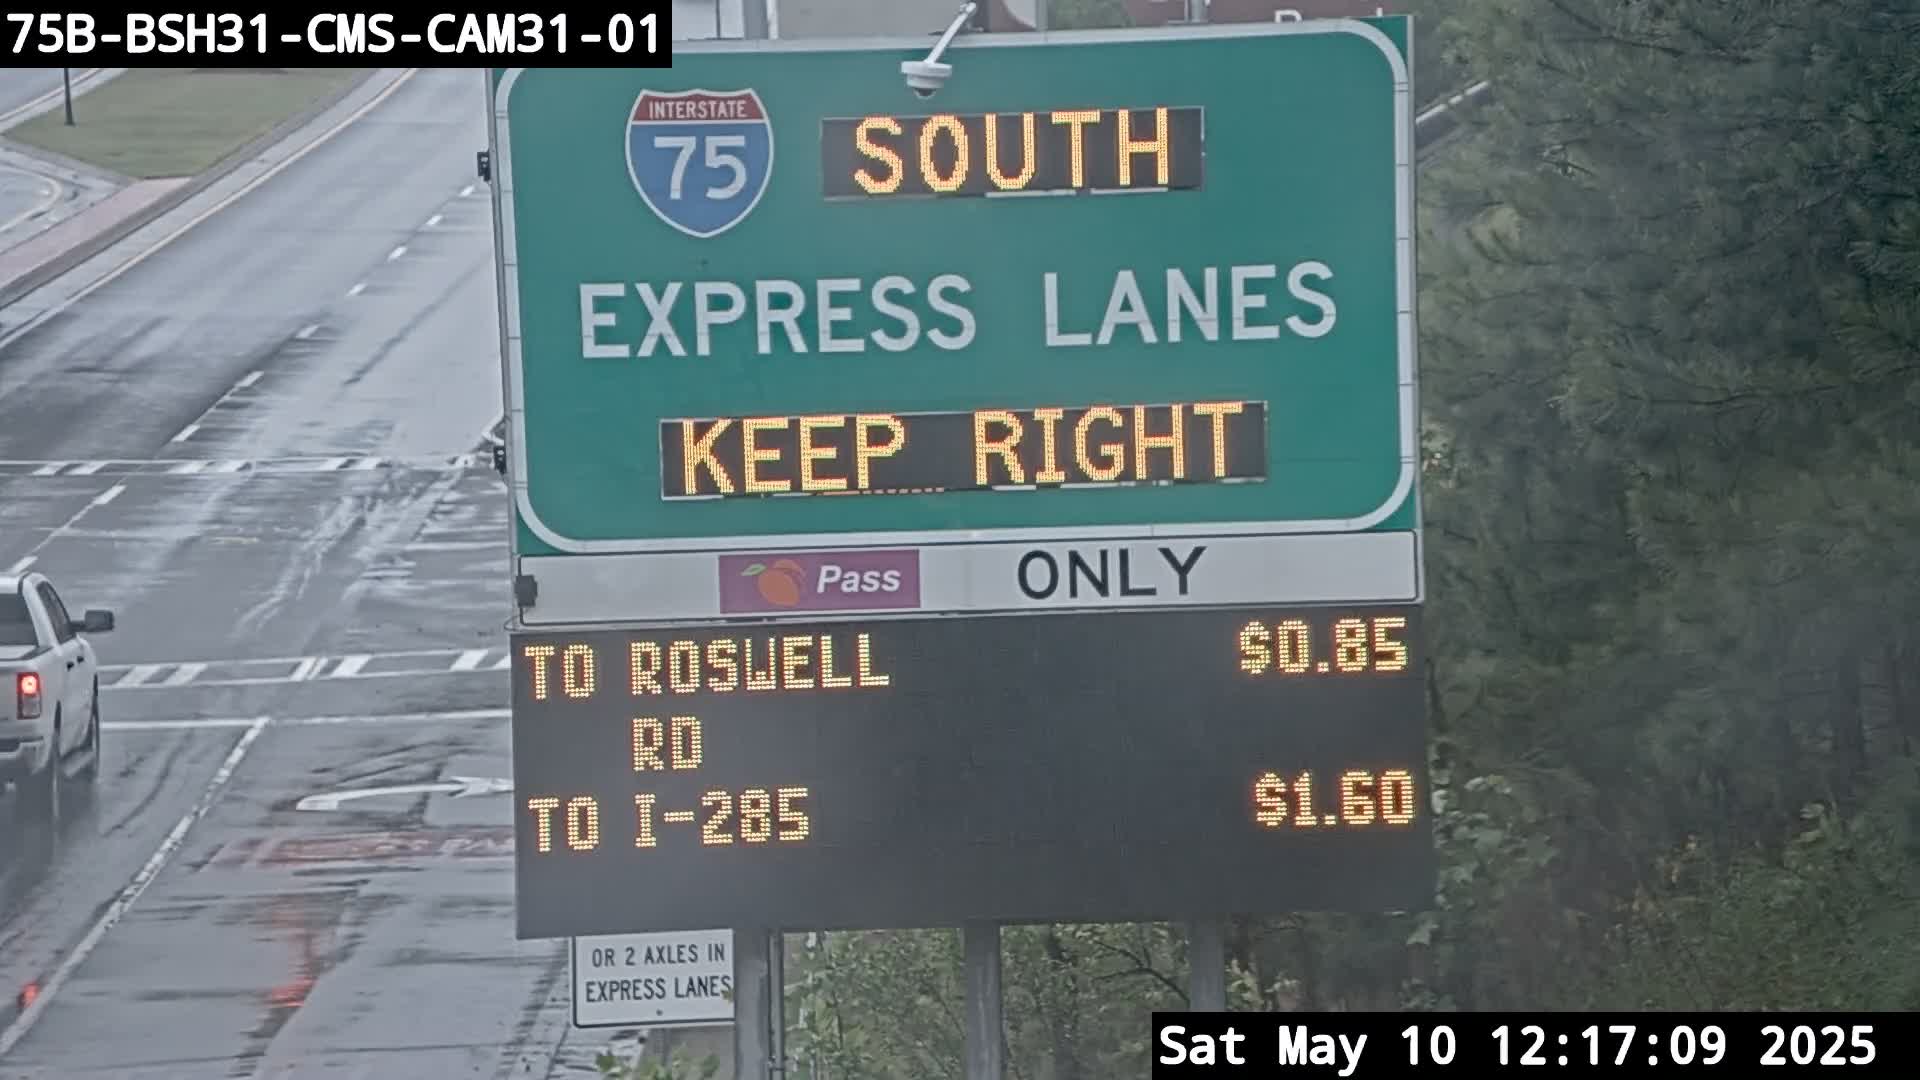 75B-BSH31-CMS-CAM31-01
INTERSTATE
75
SOUTH
EXPRESS LANES
KEEP RIGHT
Pass ONLY
TO ROSWELL $0.85
RD
TO I-285 $1.60
OR 2 AXLES IN
EXPRESS LANES
Sat May 10 12:17:09 2025